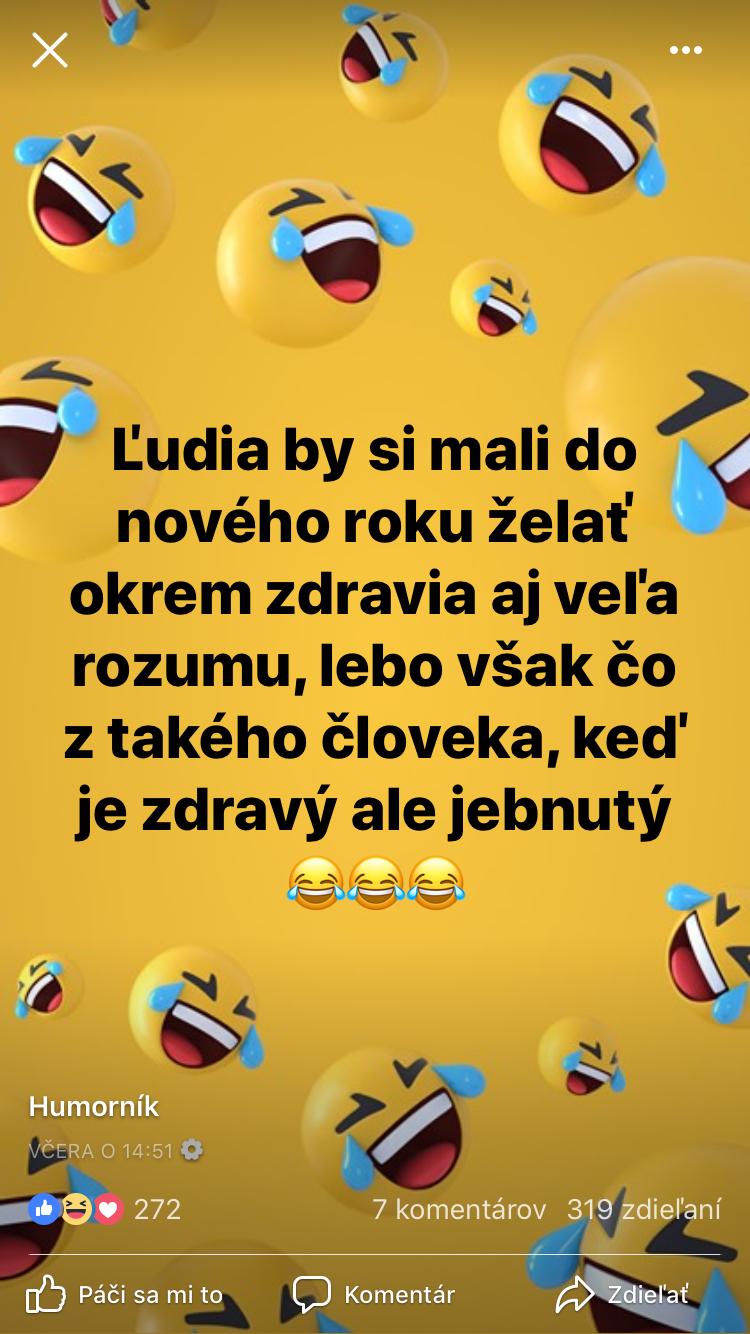 Ľudia by si mali do
nového roku želať
okrem zdravia aj veľa
rozumu, lebo však čo
z takého človeka, keď
je zdravý ale jebnutý
😂😂😂
Humorník
VČERA O 14:51
272 7 komentárov 319 zdieľaní
Páči sa mi to Komentár Zdieľať